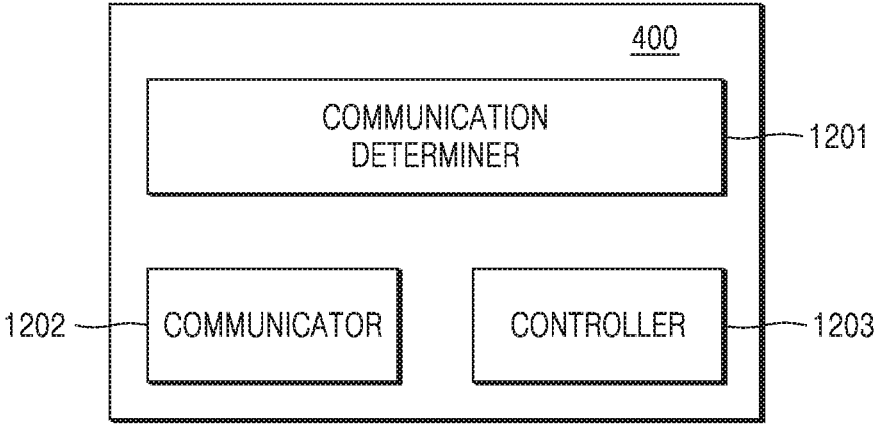 400
COMMUNICATION
DETERMINER
1201
1202
COMMUNICATOR
CONTROLLER
1203